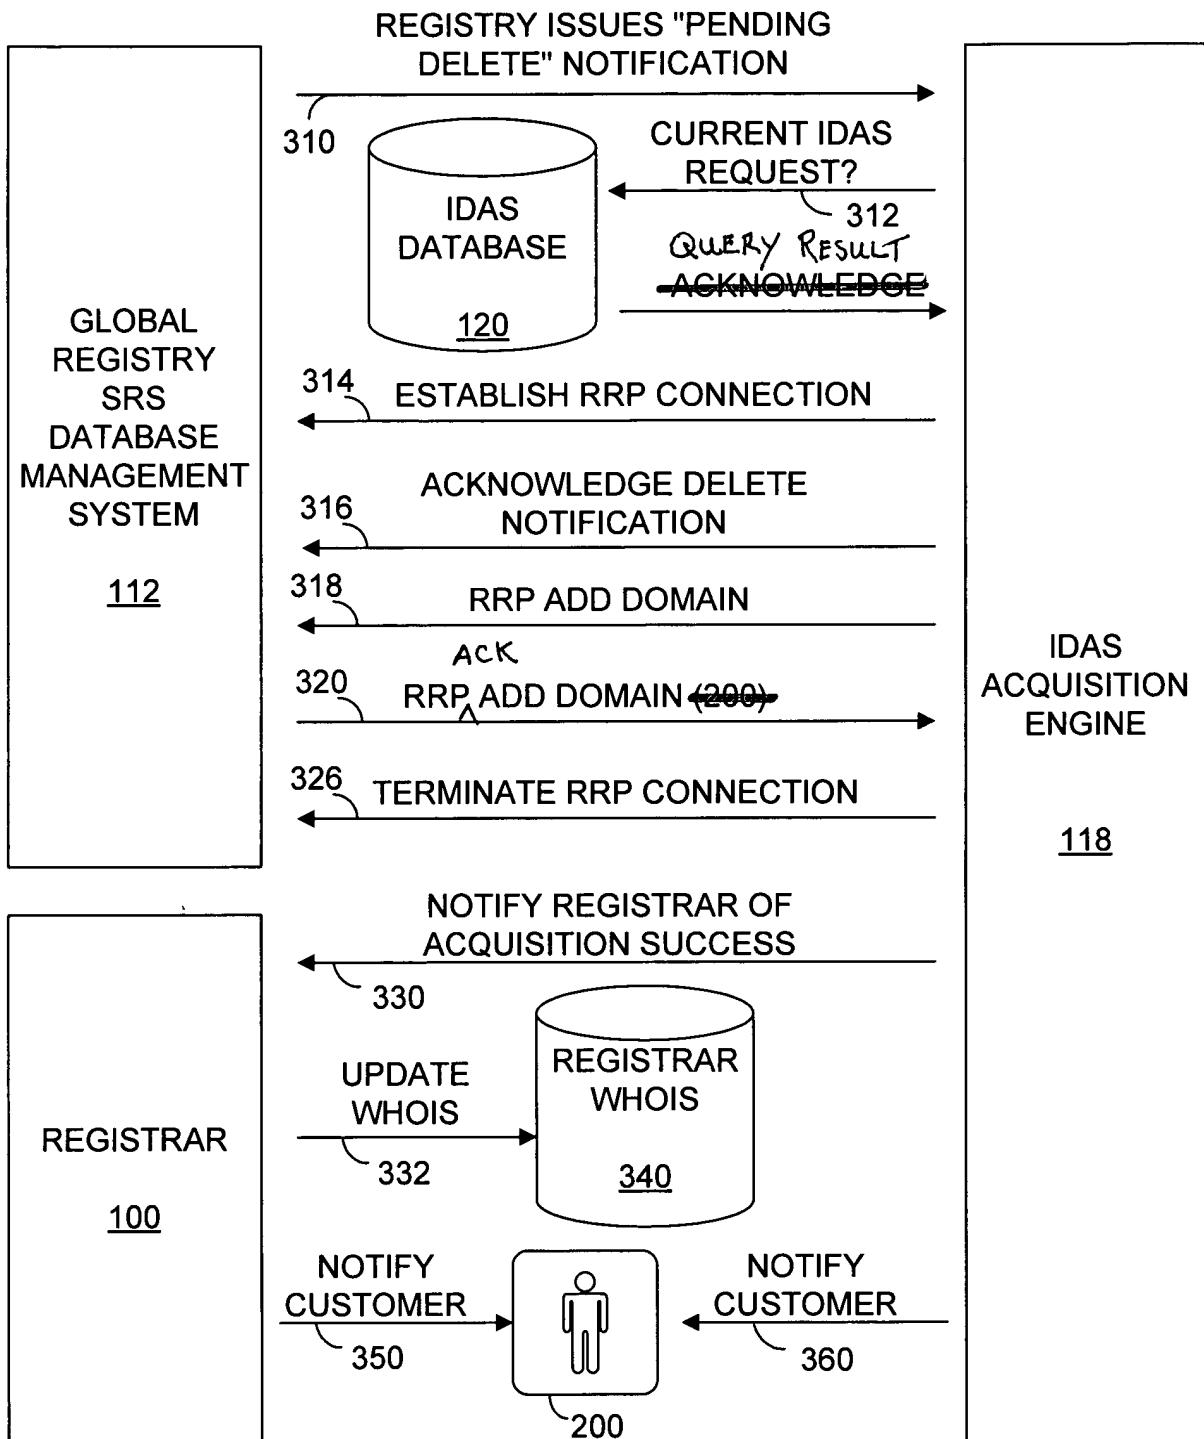 REGISTRY ISSUES "PENDING
DELETE" NOTIFICATION
310
CURRENT IDAS
REQUEST?
312
IDAS
DATABASE
120
QUERY RESULT
ACKNOWLEDGE
GLOBAL
REGISTRY
SRS
DATABASE
MANAGEMENT
SYSTEM
112
314
ESTABLISH RRP CONNECTION
ACKNOWLEDGE DELETE
NOTIFICATION
316
318
RRP ADD DOMAIN
ACK
320
RRP ADD DOMAIN (200)
326
TERMINATE RRP CONNECTION
IDAS
ACQUISITION
ENGINE
118
NOTIFY REGISTRAR OF
ACQUISITION SUCCESS
330
REGISTRAR
100
UPDATE
WHOIS
332
REGISTRAR
WHOIS
340
NOTIFY
CUSTOMER
350
NOTIFY
CUSTOMER
360
200